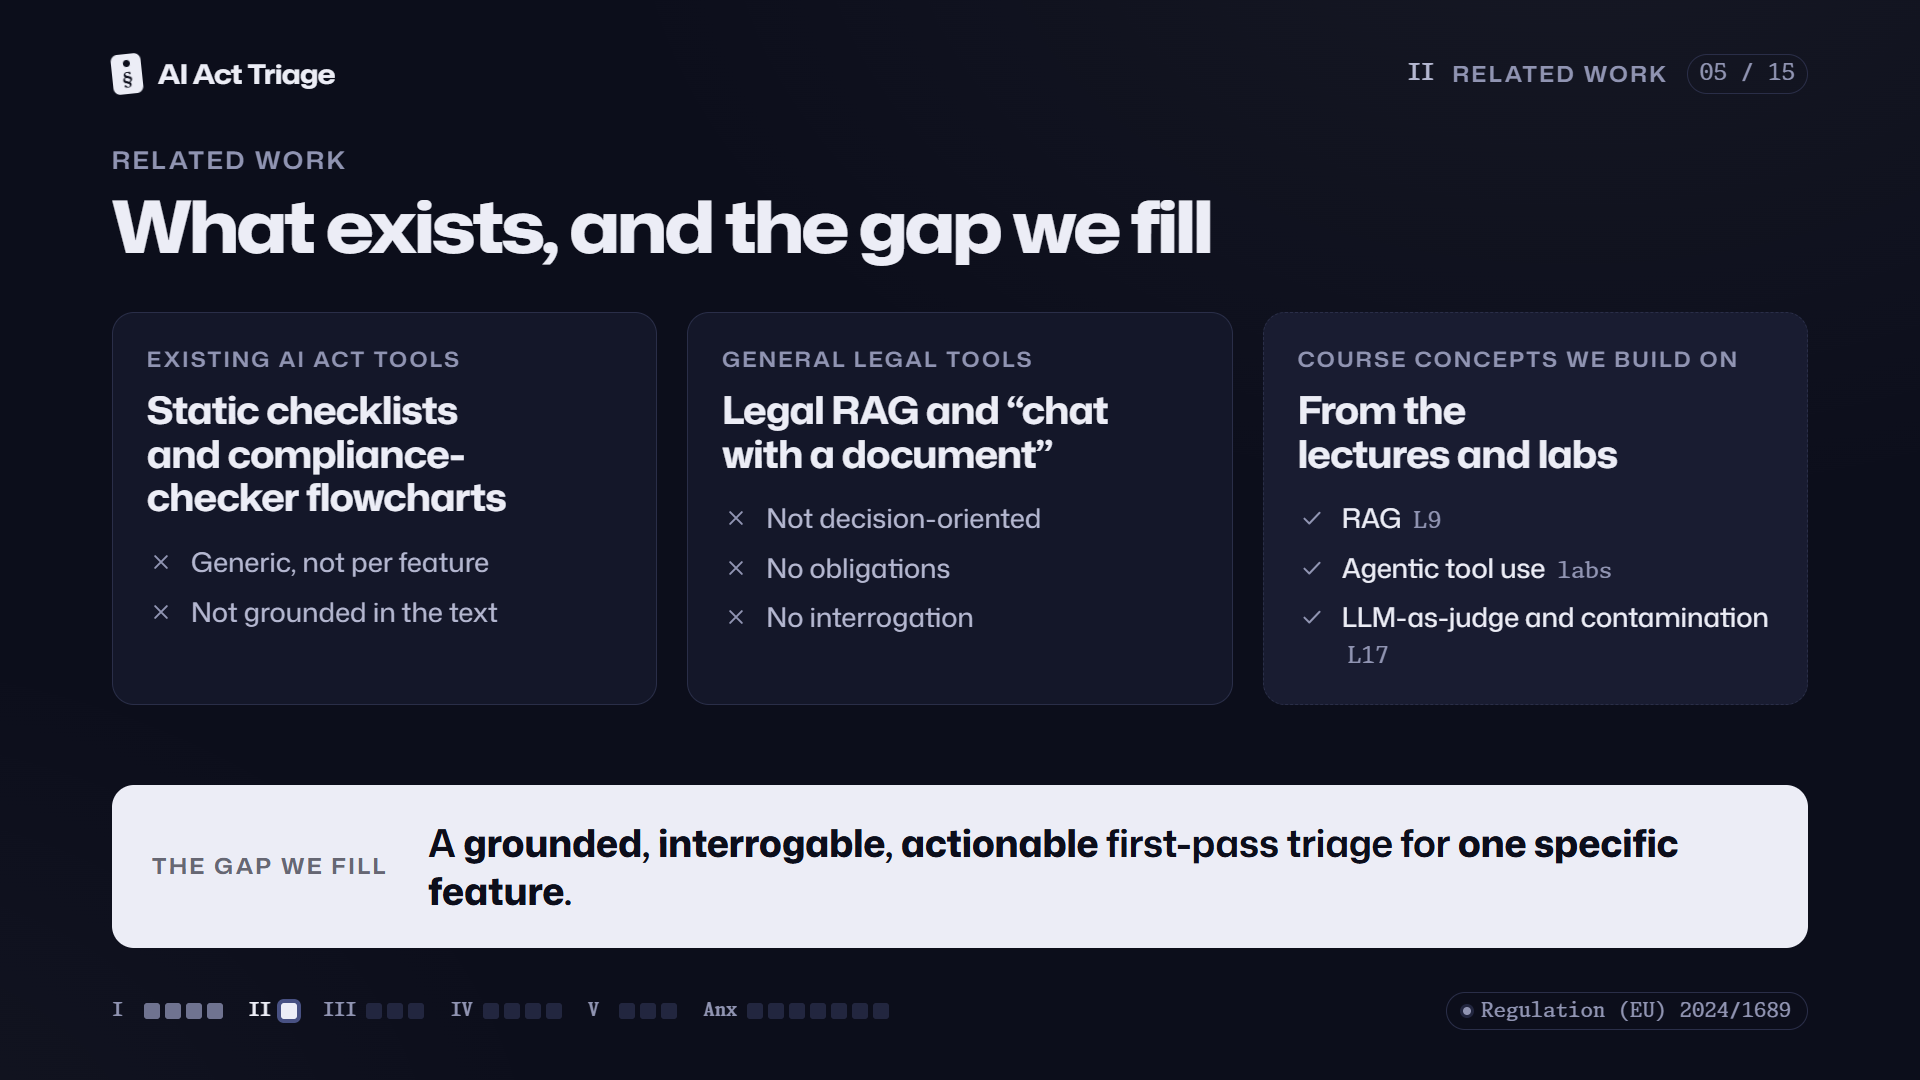 § AI Act Triage
II RELATED WORK 05 / 15
RELATED WORK
What exists, and the gap we fill
EXISTING AI ACT TOOLS
Static checklists
and compliance-
checker flowcharts
× Generic, not per feature
× Not grounded in the text
GENERAL LEGAL TOOLS
Legal RAG and “chat
with a document”
× Not decision-oriented
× No obligations
× No interrogation
COURSE CONCEPTS WE BUILD ON
From the
lectures and labs
✓ RAG L9
✓ Agentic tool use labs
✓ LLM-as-judge and contamination
L17
THE GAP WE FILL
A grounded, interrogable, actionable first-pass triage for one specific
feature.
I II III IV V Anx
Regulation (EU) 2024/1689